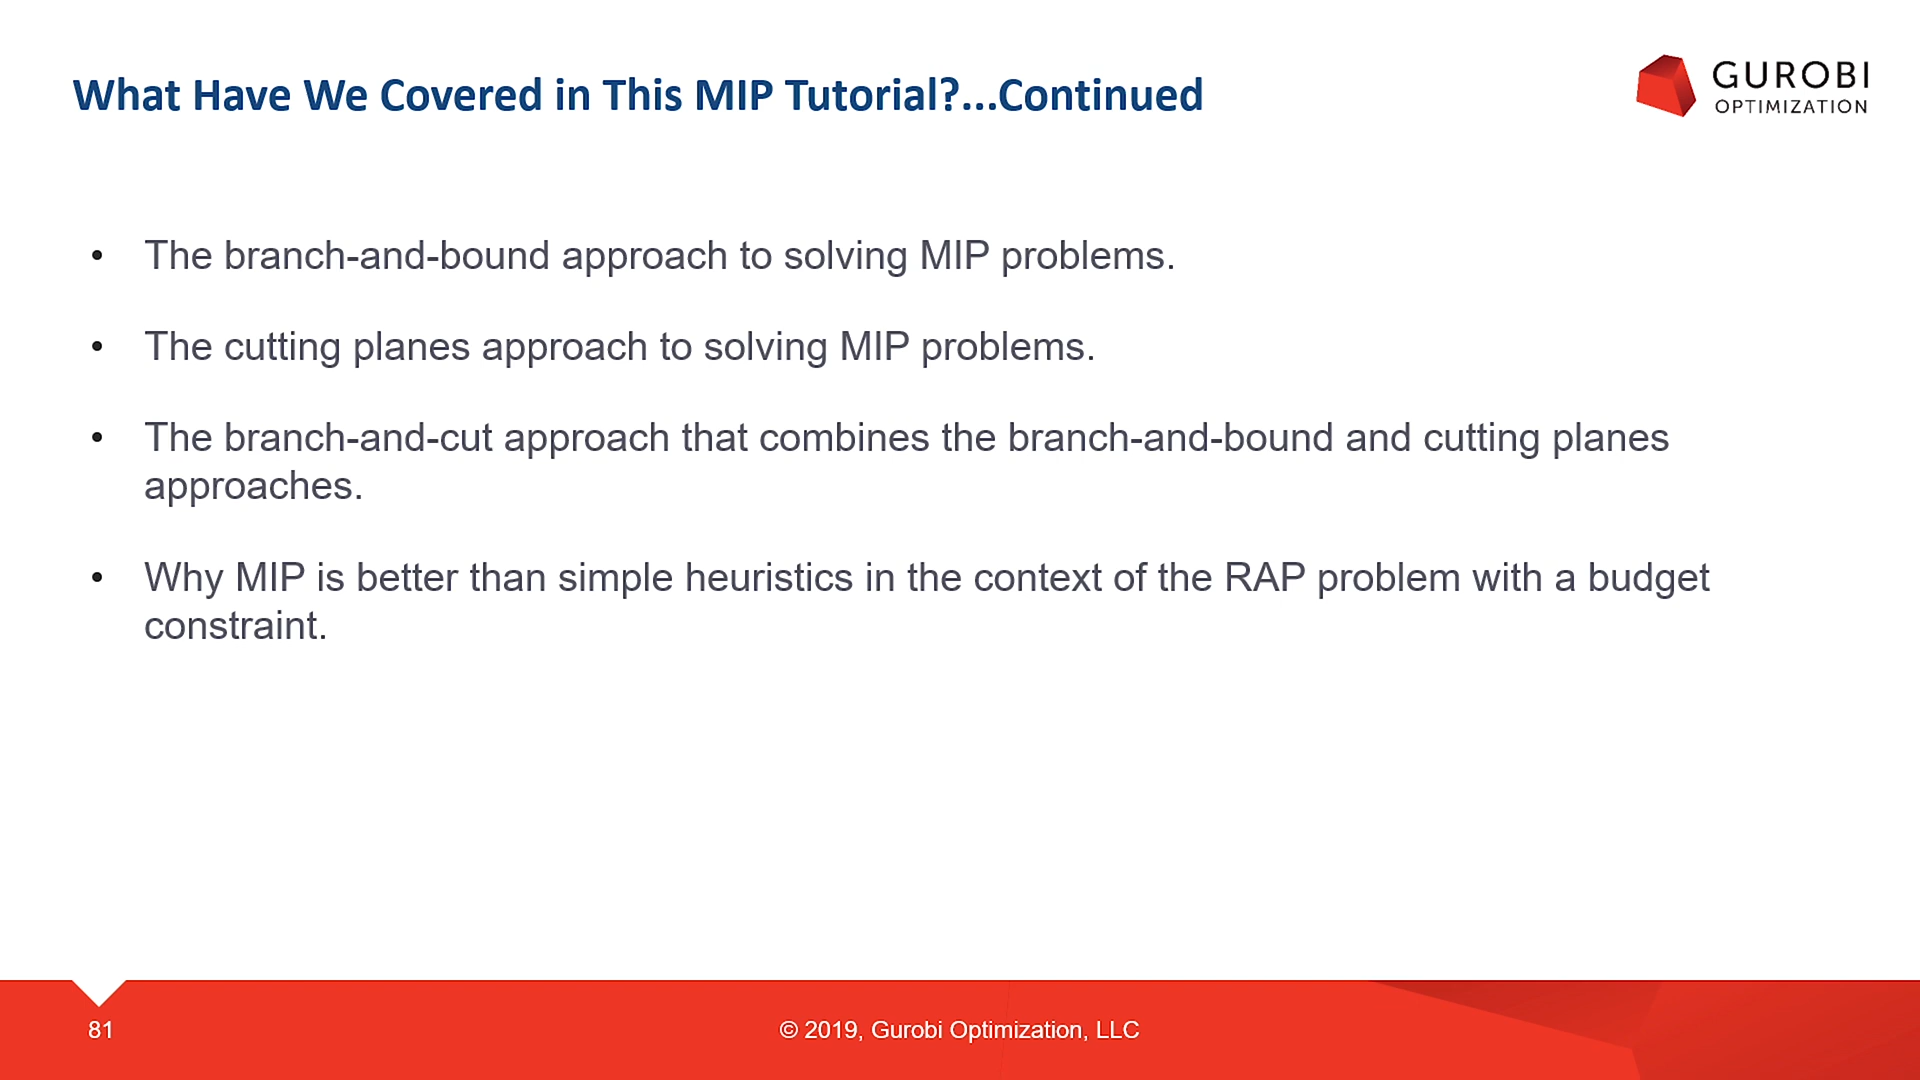 What Have We Covered in This MIP Tutorial?...Continued
GUROBI
OPTIMIZATION
• The branch-and-bound approach to solving MIP problems.
• The cutting planes approach to solving MIP problems.
• The branch-and-cut approach that combines the branch-and-bound and cutting planes
approaches.
• Why MIP is better than simple heuristics in the context of the RAP problem with a budget
constraint.
81
© 2019, Gurobi Optimization, LLC